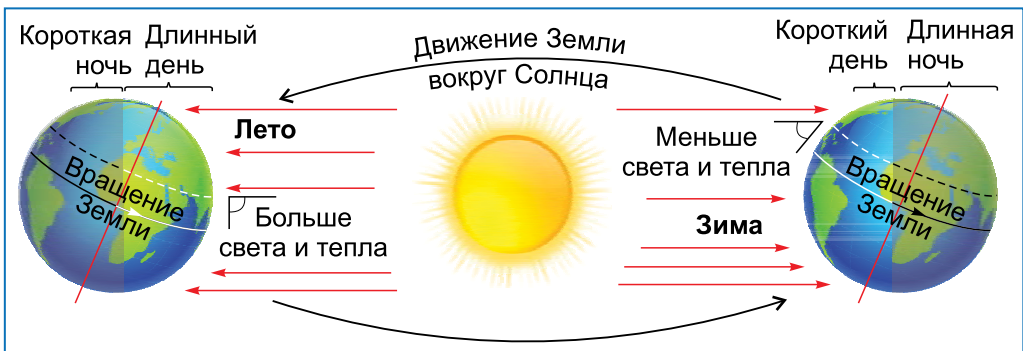 Короткая
ночь
Длинный
день
Движение Земли
вокруг Солнца
Короткий
день
Длинная
ночь
Лето
Вращение
Земли
Больше
света и тепла
Меньше
света и тепла
Зима
Вращение
Земли